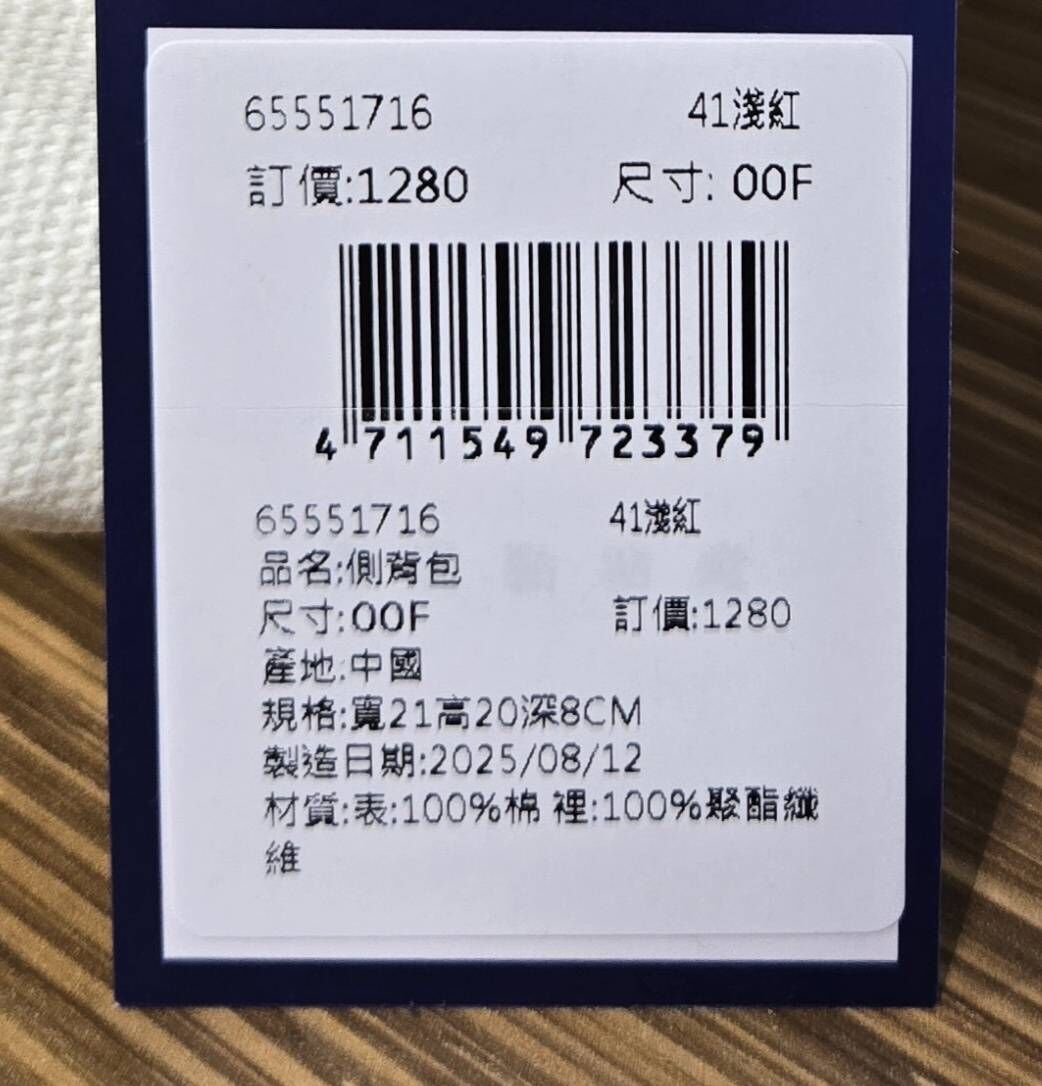 65551716 41淺紅
訂價:1280 尺寸: 00F
4 711549 723379
65551716 41淺紅
品名:側背包
尺寸:00F 訂價:1280
產地:中國
規格:寬21高20深8CM
製造日期:2025/08/12
材質:表:100%棉 裡:100%聚酯纖
維